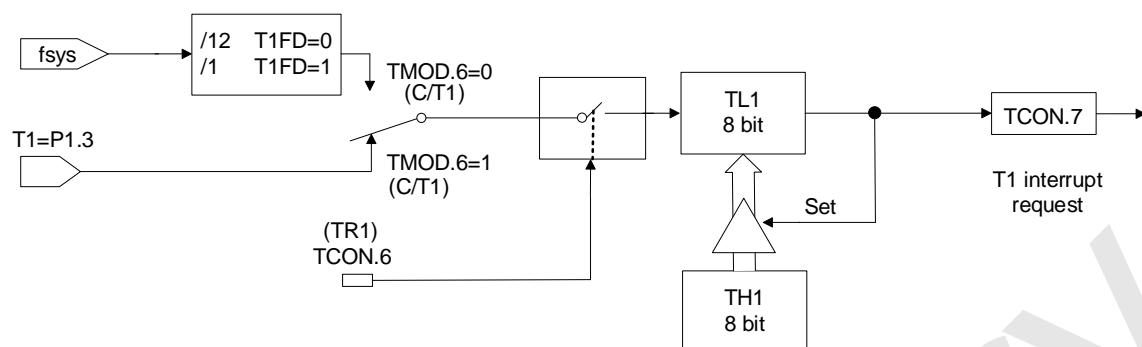 fsys
/12 T1FD=0
/1 T1FD=1
TMOD.6=0
(C/T1)
T1=P1.3
TMOD.6=1
(C/T1)
(TR1)
TCON.6
TL1
8 bit
Set
TH1
8 bit
TCON.7
T1 interrupt
request